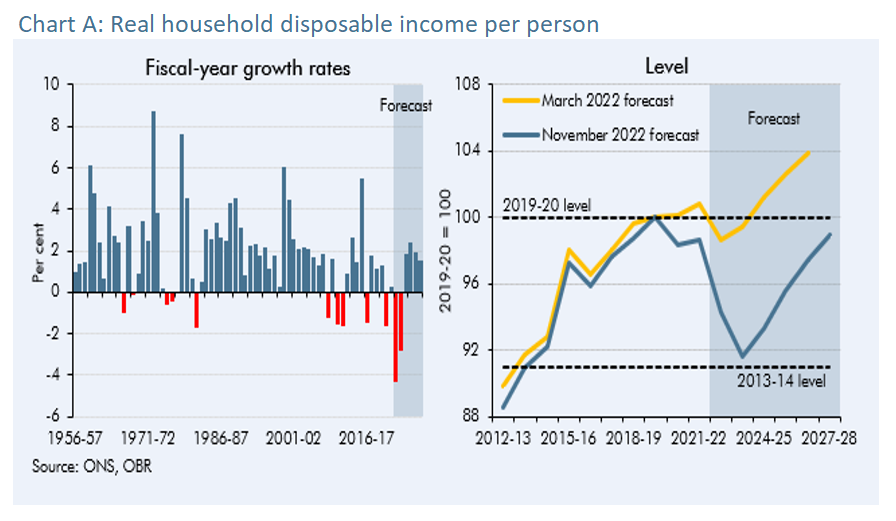 Chart A: Real household disposable income per person
Fiscal-year growth rates
10
8
6
4
2
0
-2
-4
-6
Per cent
Forecast
1956-57 1971-72 1986-87 2001-02 2016-17
Source: ONS, OBR
Level
108
104
100
96
92
88
2019-20 = 100
March 2022 forecast
November 2022 forecast
Forecast
2019-20 level
2013-14 level
2012-13 2015-16 2018-19 2021-22 2024-25 2027-28